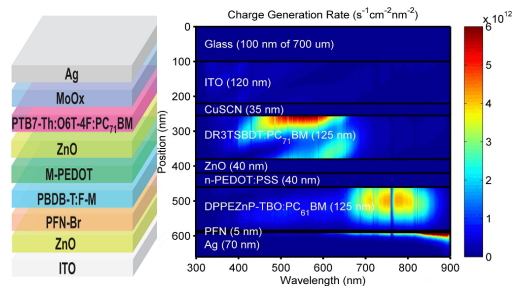 Ag
MoOx
PTB7-Th:O6T-4F:PC71BM
ZnO
M-PEDOT
PBDB-T:F-M
PFN-Br
ZnO
ITO
Charge Generation Rate (s-1cm-2nm-2)
x 10^12
Position (nm)
0
100
200
300
400
500
600
Glass (100 nm of 700 um)
ITO (120 nm)
CuSCN (35 nm)
DR3TSBDT:PC71BM (125 nm)
ZnO (40 nm)
n-PEDOT:PSS (40 nm)
DPPEZnP-TBO:PC61BM (125 nm)
PFN (5 nm)
Ag (70 nm)
300 400 500 600 700 800 900
Wavelength (nm)
6
5
4
3
2
1
0